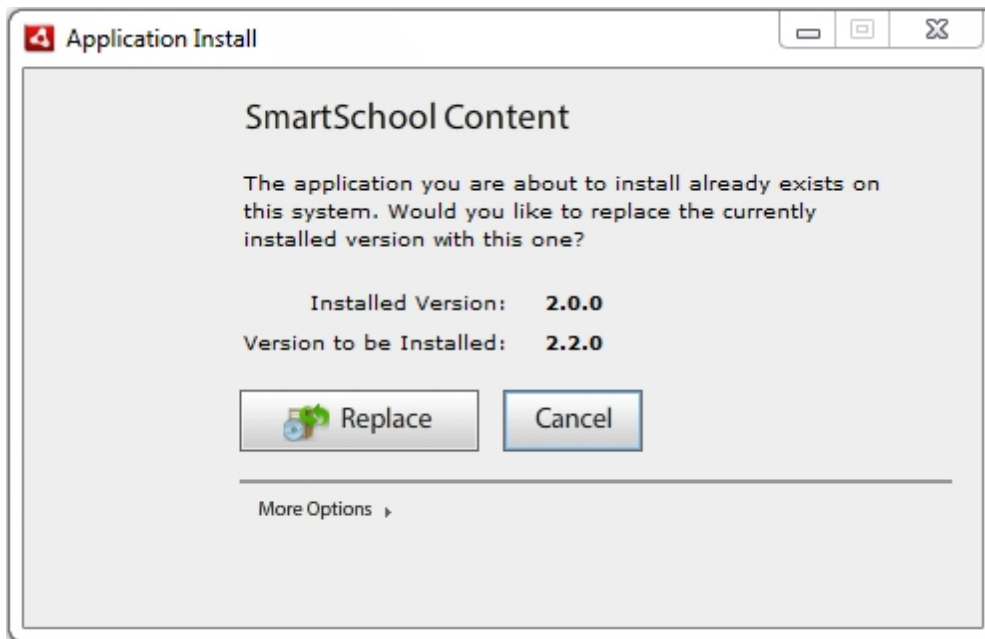 Application Install
SmartSchool Content
The application you are about to install already exists on
this system. Would you like to replace the currently
installed version with this one?
Installed Version: 2.0.0
Version to be Installed: 2.2.0
Replace Cancel
More Options